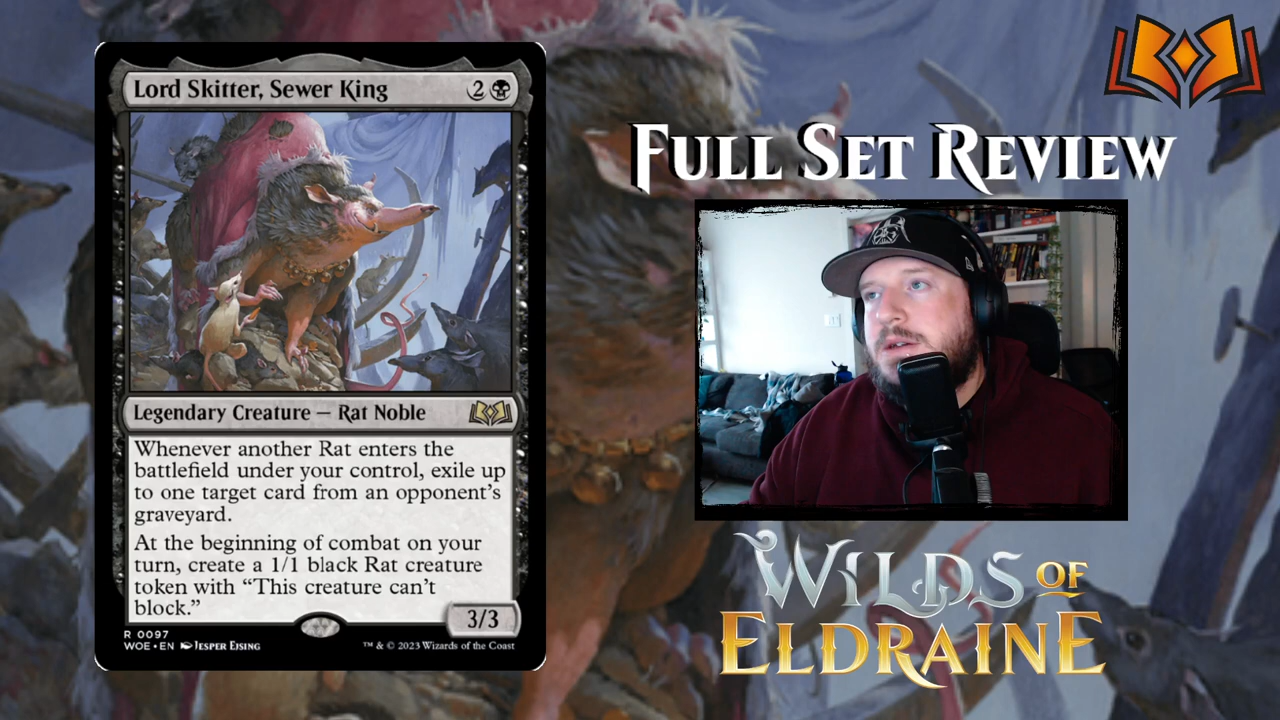 Lord Skitter, Sewer King 2
Legendary Creature — Rat Noble
Whenever another Rat enters the
battlefield under your control, exile up
to one target card from an opponent's
graveyard.
At the beginning of combat on your
turn, create a 1/1 black Rat creature
token with “This creature can't
block.”
3/3
R 0097
WOE • EN JESPER EJSING
™ & © 2023 Wizards of the Coast
FULL SET REVIEW
WILDS OF
ELDRAINE